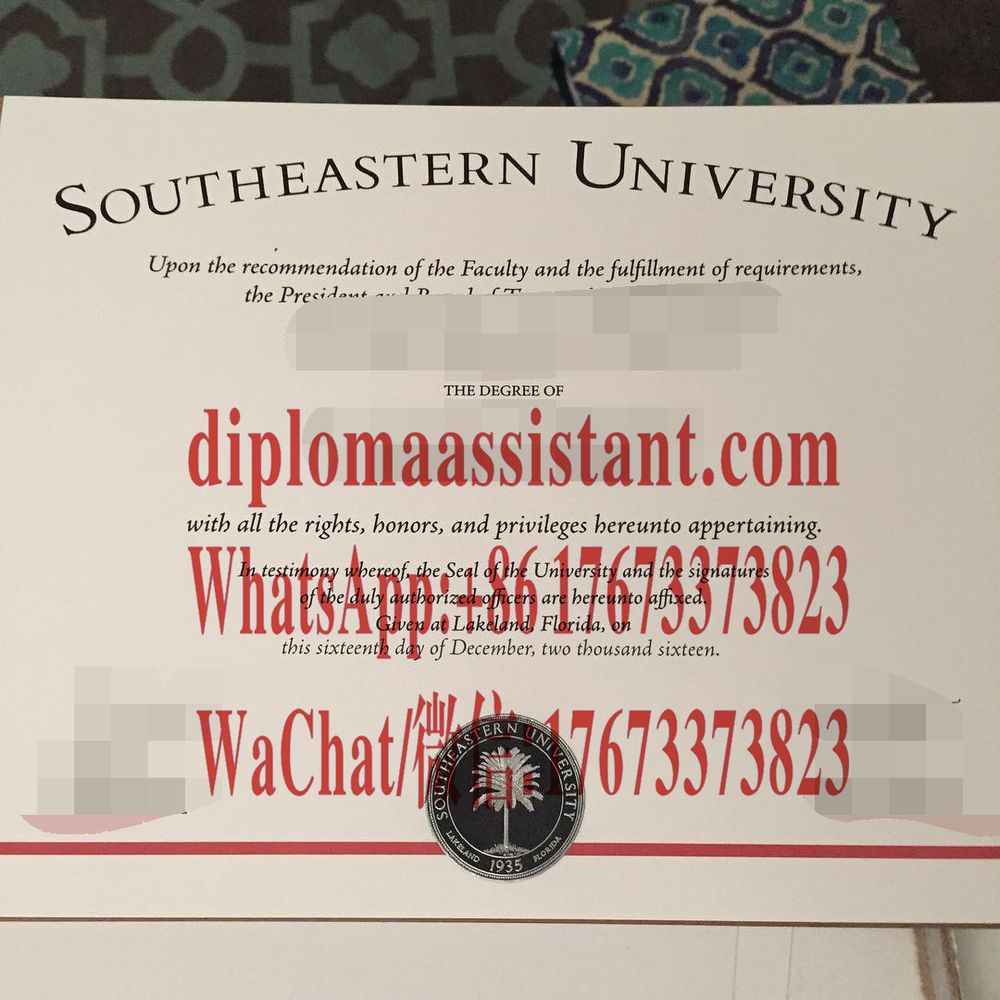 SOUTHEASTERN UNIVERSITY
Upon the recommendation of the Faculty and the fulfillment of requirements,
the President and
THE DEGREE OF
diplomaassistant.com
with all the rights, honors, and privileges hereunto appertaining.
In testimony whereof, the Seal of the University and the signatures
WhatsApp:+8617673373823
of the duly authorized officers are hereunto affixed.
Given at Lakeland, Florida, on
this sixteenth day of December, two thousand sixteen.
WaChat/微信:17673373823
SOUTHEASTERN UNIVERSITY
LAKELAND 1935 FLORIDA